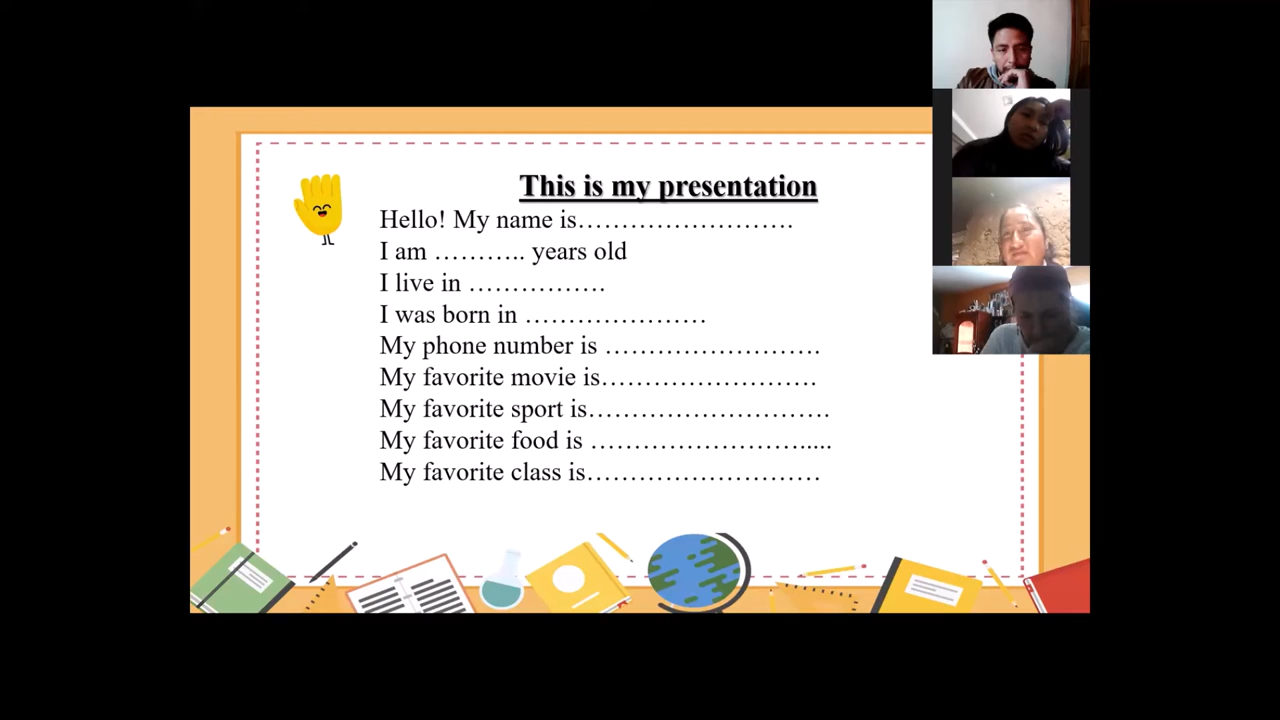 This is my presentation
Hello! My name is…………………….
I am ……….. years old
I live in …………….
I was born in …………………
My phone number is …………………….
My favorite movie is…………………….
My favorite sport is……………………….
My favorite food is …………………….....
My favorite class is………………………